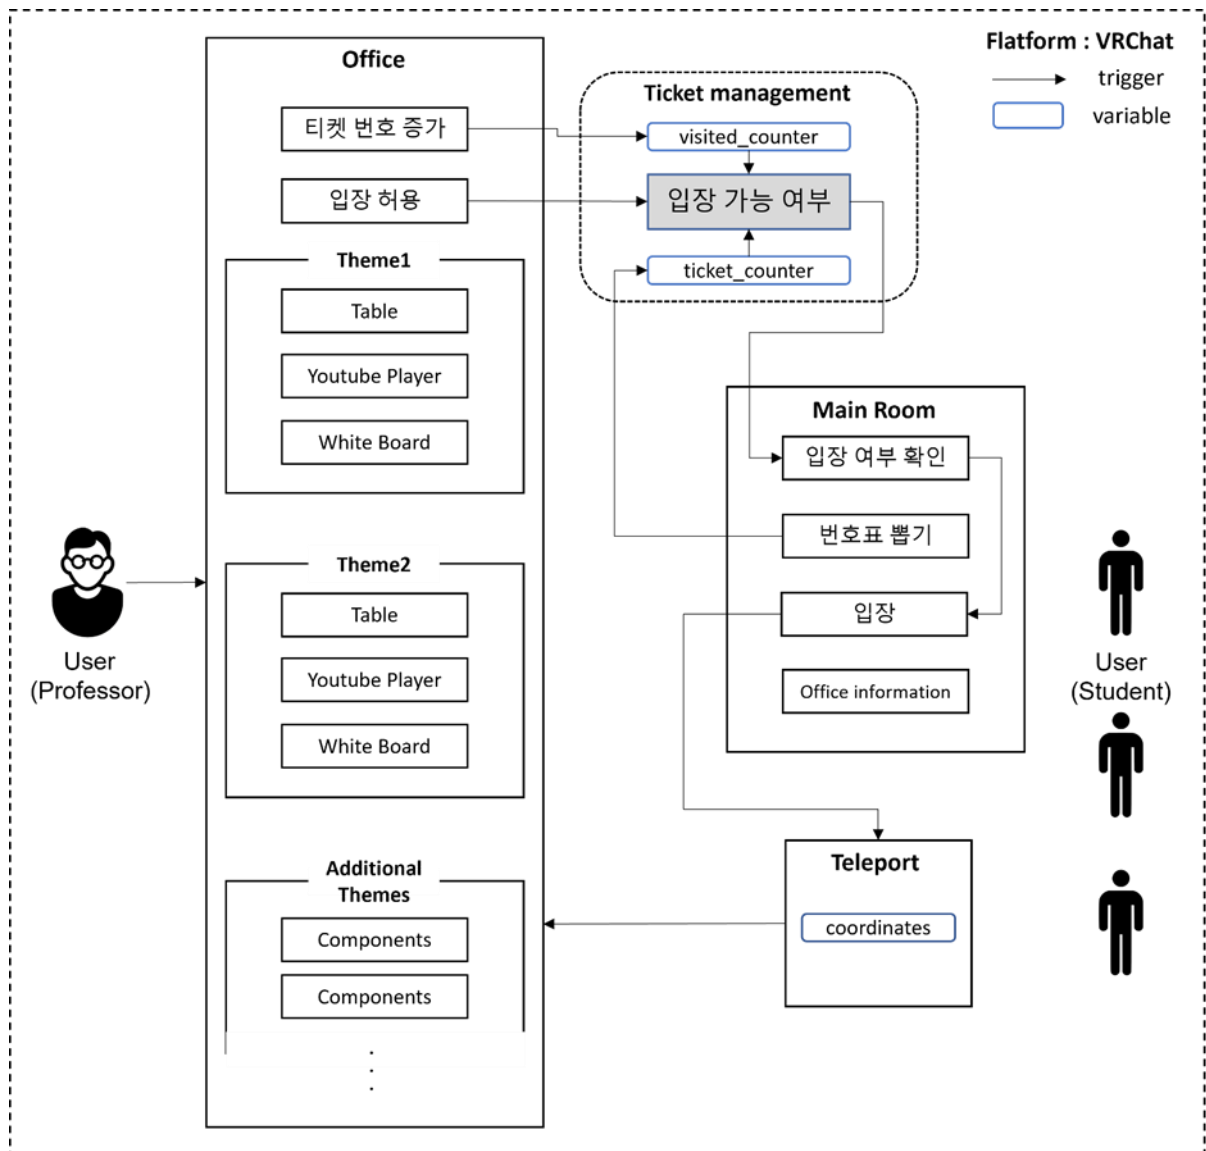 Flatform : VRChat
trigger
variable
Office
티켓 번호 증가
입장 허용
Theme1
Table
Youtube Player
White Board
Theme2
Table
Youtube Player
White Board
Additional
Themes
Components
Components
Ticket management
visited_counter
입장 가능 여부
ticket_counter
Main Room
입장 여부 확인
번호표 뽑기
입장
Office information
Teleport
coordinates
User
(Professor)
User
(Student)